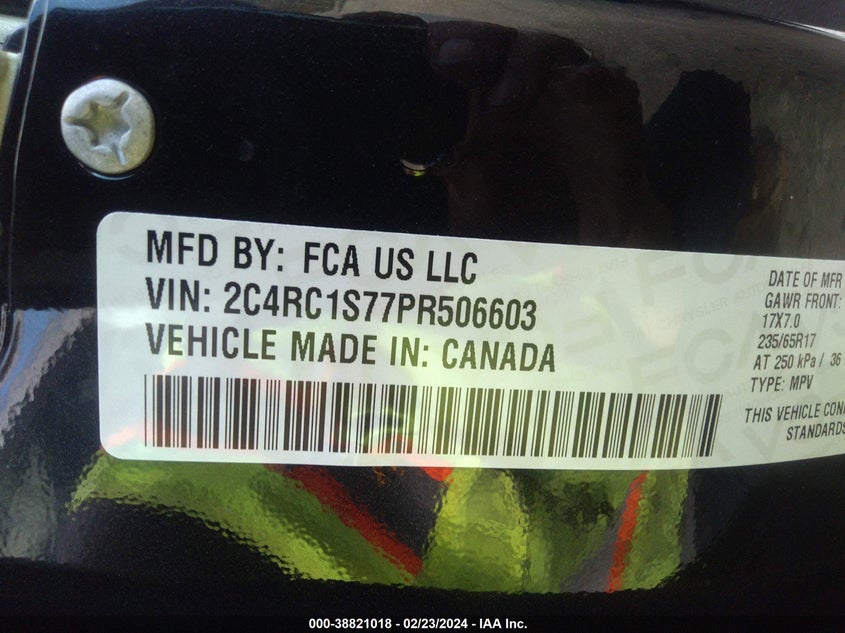 MFD BY: FCA US LLC
VIN: 2C4RC1S77PR506603
VEHICLE MADE IN: CANADA
DATE OF MFR
GAWR FRONT:
17X7.0
235/65R17
AT 250 kPa / 36
TYPE: MPV
THIS VEHICLE CON
STANDARDS
000-38821018 - 02/23/2024 - IAA Inc.